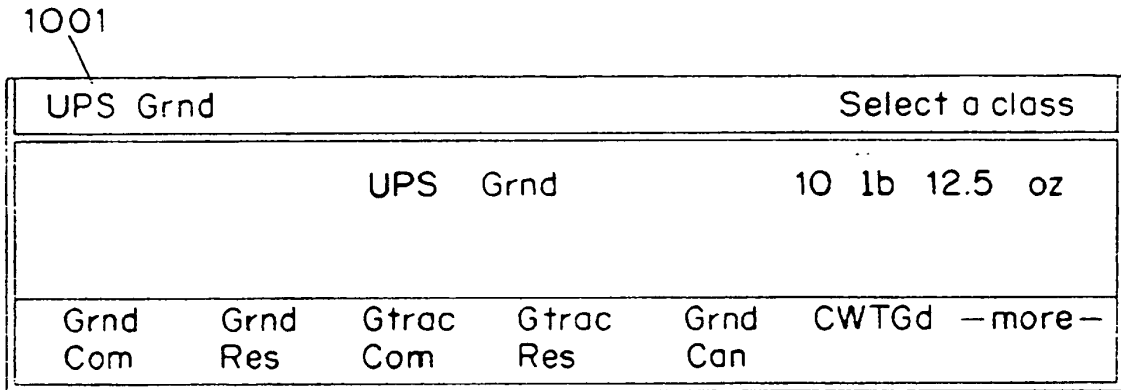 1001
UPS Grnd Select a class
UPS Grnd 10 lb 12.5 oz
Grnd Grnd Gtrac Gtrac Grnd CWTGd —more—
Com Res Com Res Can